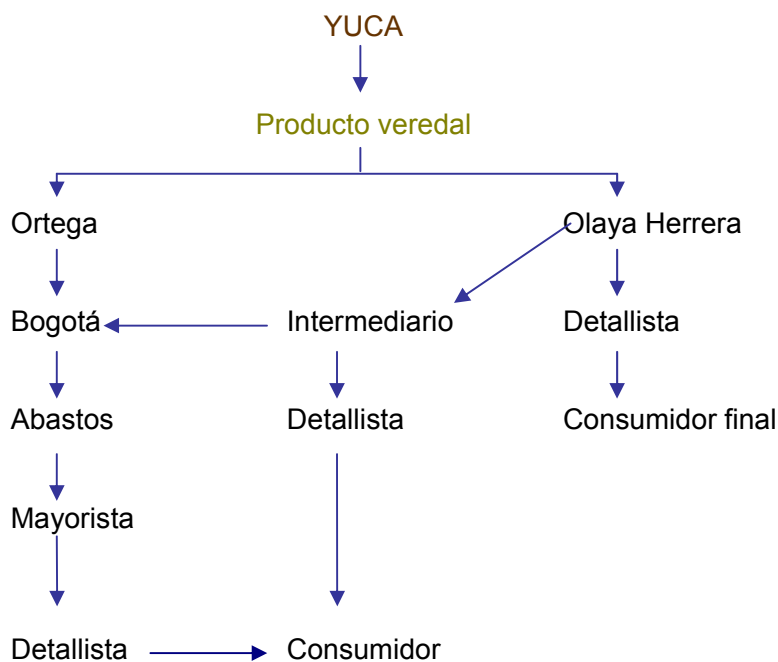 YUCA
Producto veredal
Ortega
Olaya Herrera
Bogotá
Intermediario
Detallista
Abastos
Detallista
Consumidor final
Mayorista
Detallista
Consumidor